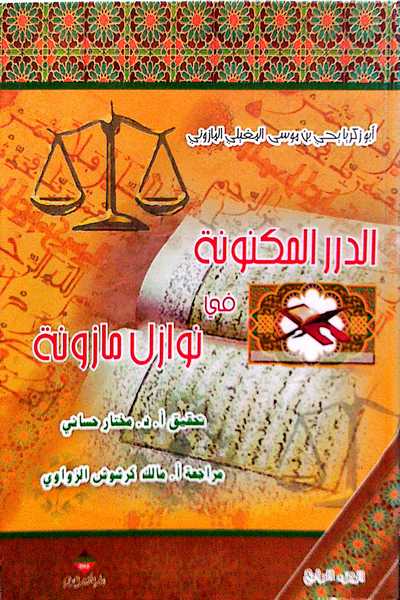 أبو زكريا يحي بن موسى المغيلي المازوني
الدرر المكنونة
في
نوازل مازونة
تحقيق أ. د. مختار حساني
مراجعة أ. مالك كرشوش الزواوي
الجزء الرابع